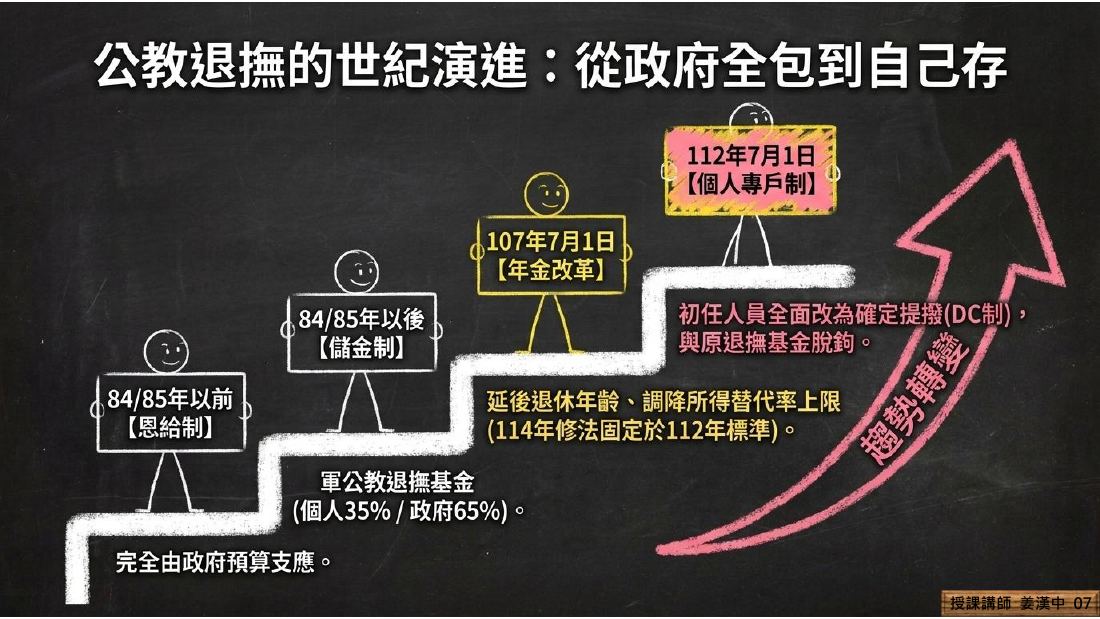 公教退撫的世紀演進：從政府全包到自己存
84/85年以前
【恩給制】
完全由政府預算支應。
84/85年以後
【儲金制】
軍公教退撫基金
(個人35% / 政府65%)。
107年7月1日
【年金改革】
延後退休年齡、調降所得替代率上限
(114年修法固定於112年標準)。
112年7月1日
【個人專戶制】
初任人員全面改為確定提撥(DC制)，
與原退撫基金脫鉤。
趨勢轉變
授課講師 姜漢中 07